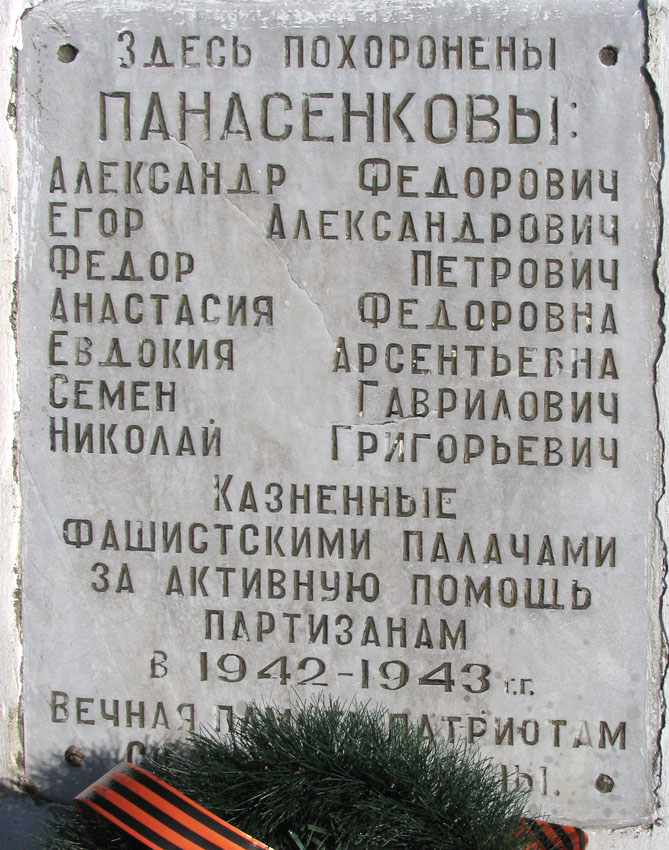 Здесь похоронены
ПАНАСЕНКОВЫ:
Александр Федорович
Егор Александрович
Федор Петрович
Анастасия Федоровна
Евдокия Арсентьевна
Семен Гаврилович
Николай Григорьевич
Казненные
фашистскими палачами
за активную помощь
партизанам
в 1942-1943 г.г.
Вечная патриотам